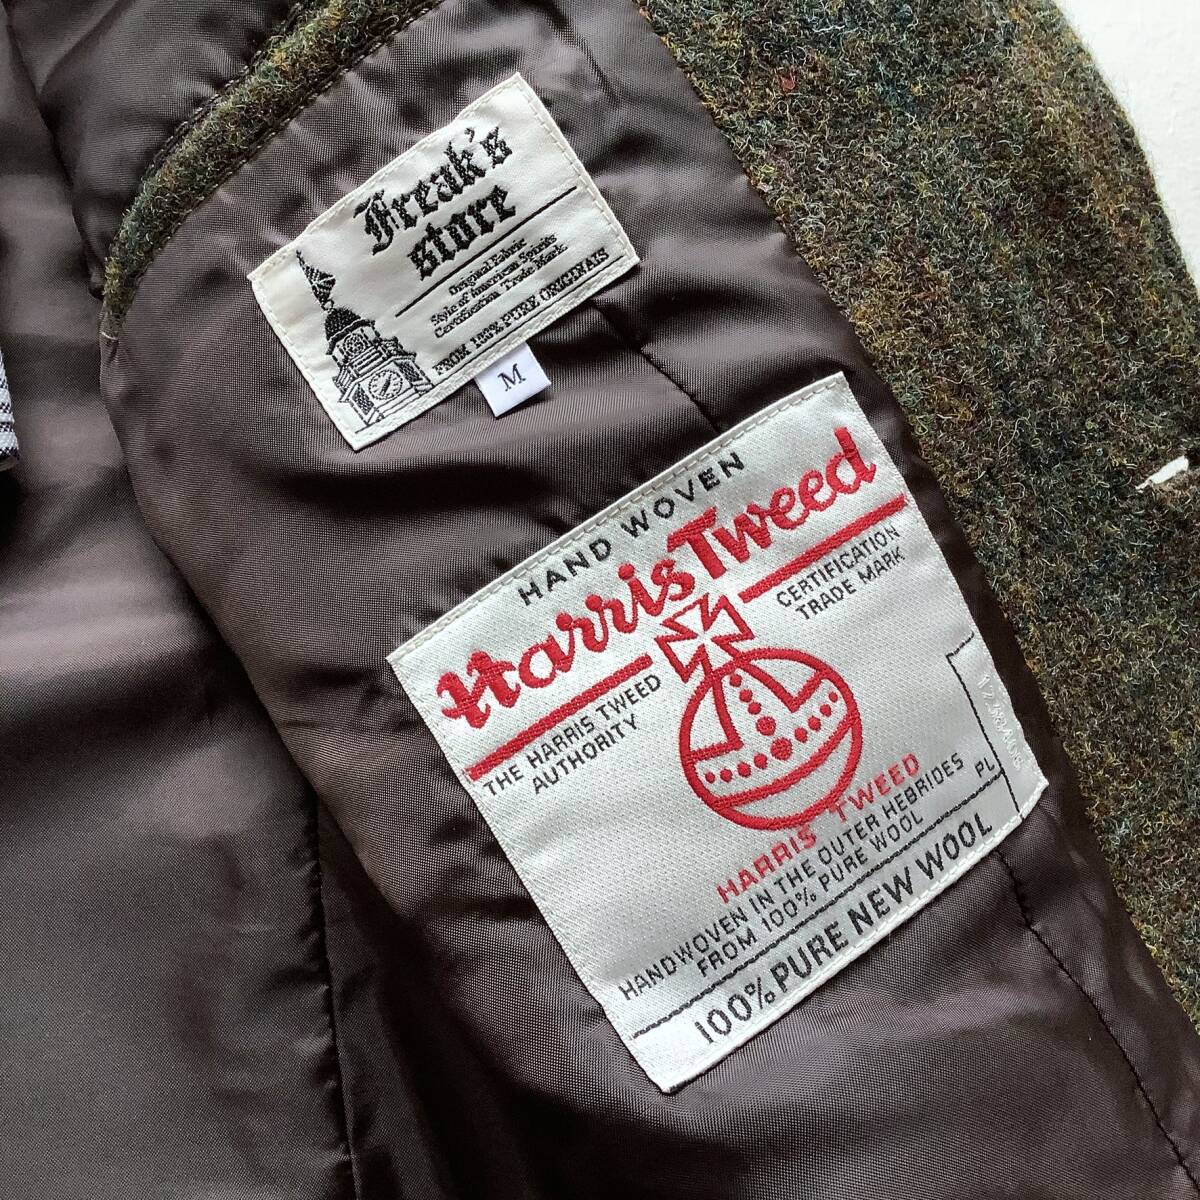 Freak's
store
Original Fabric
Style of American Spirits
Certification Trade Mark.
FROM 100% PURE ORIGINALS
M
HAND WOVEN
Harris Tweed
CERTIFICATION
TRADE MARK
THE HARRIS TWEED
AUTHORITY
HARRIS TWEED
HANDWOVEN IN THE OUTER HEBRIDES
FROM 100% PURE WOOL
PL
100% PURE NEW WOOL